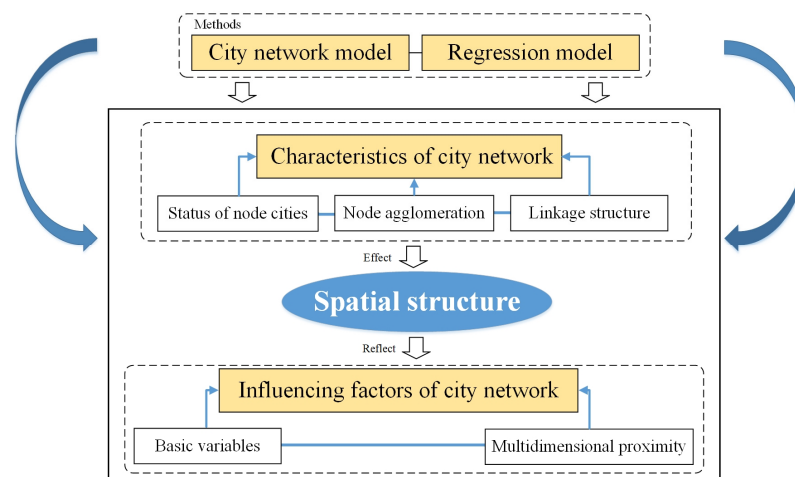 Methods
City network model
Regression model
Characteristics of city network
Status of node cities
Node agglomeration
Linkage structure
Effect
Spatial structure
Reflect
Influencing factors of city network
Basic variables
Multidimensional proximity